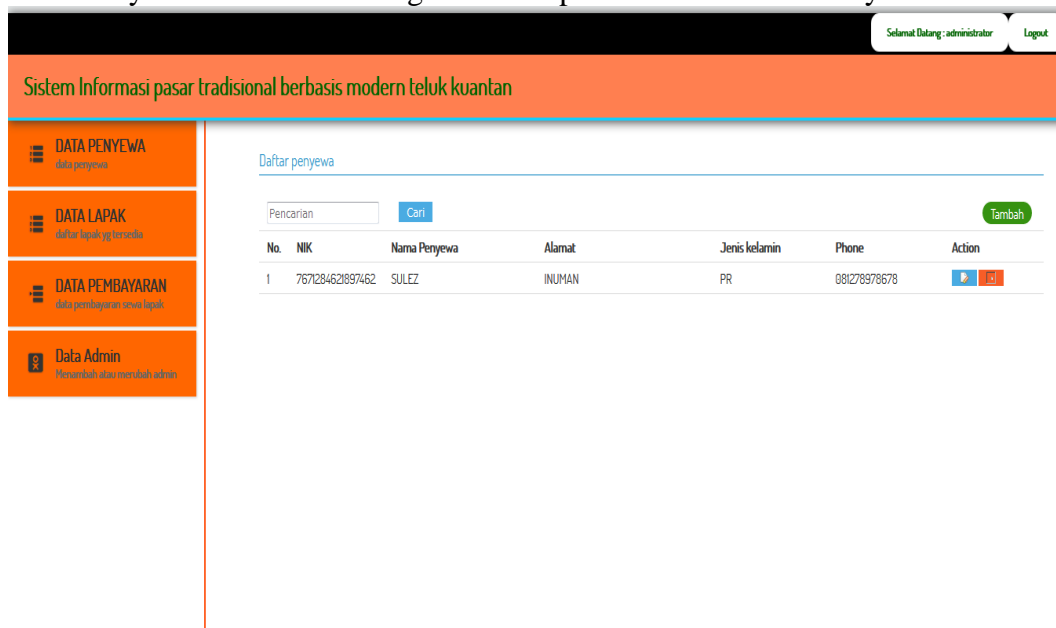 Selamat Datang : administrator Logout
Sistem Informasi pasar tradisional berbasis modern teluk kuantan
DATA PENYEWA
data penyewa
DATA LAPAK
daftar lapak yg tersedia
DATA PEMBAYARAN
data pembayaran sewa lapak
Data Admin
Menambah atau merubah admin
Daftar penyewa
Pencarian Cari Tambah
No. NIK Nama Penyewa Alamat Jenis kelamin Phone Action
1 7671284621897462 SULEZ INUMAN PR 081278978678